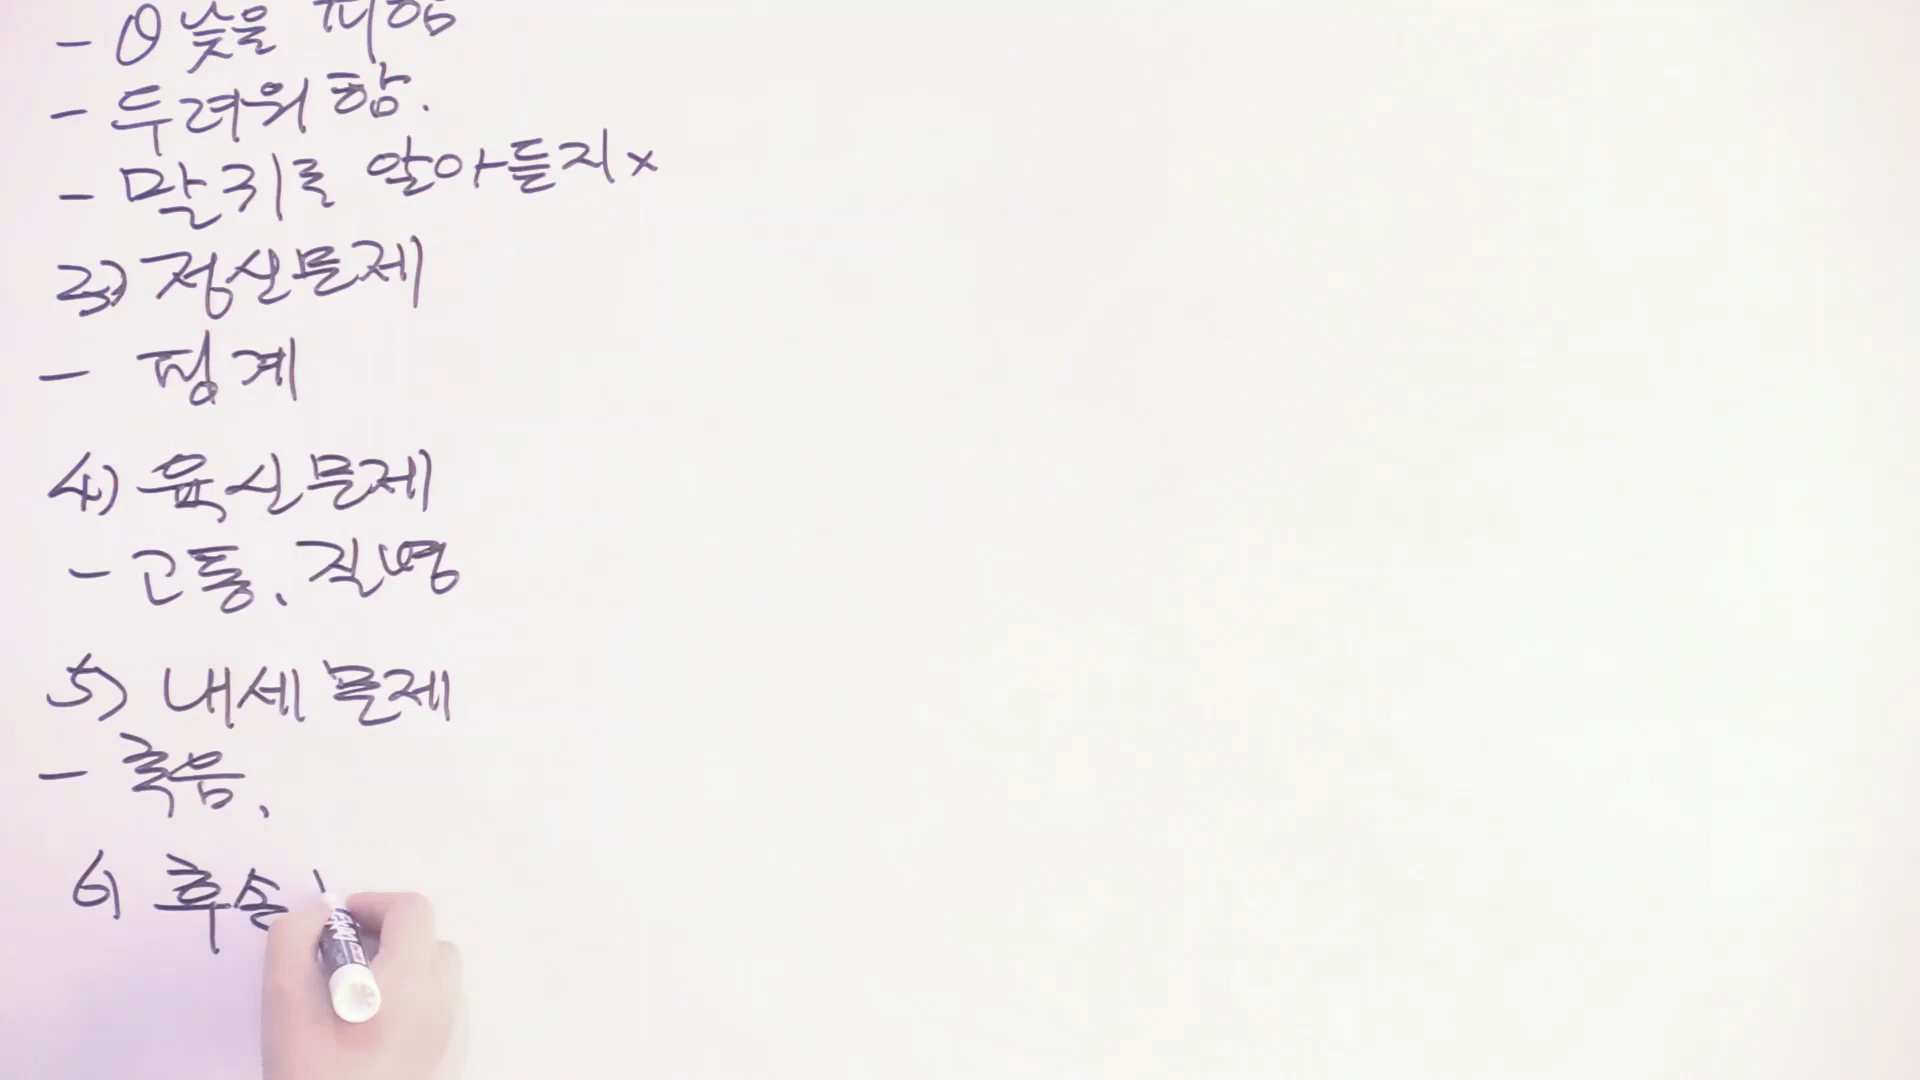 - 낯을 피함
- 두려워 함.
- 말귀를 알아듣지 x
3) 정신문제
- 핑계
4) 육신문제
- 고통, 질병
5) 내세문제
- 죽음,
6) 후손